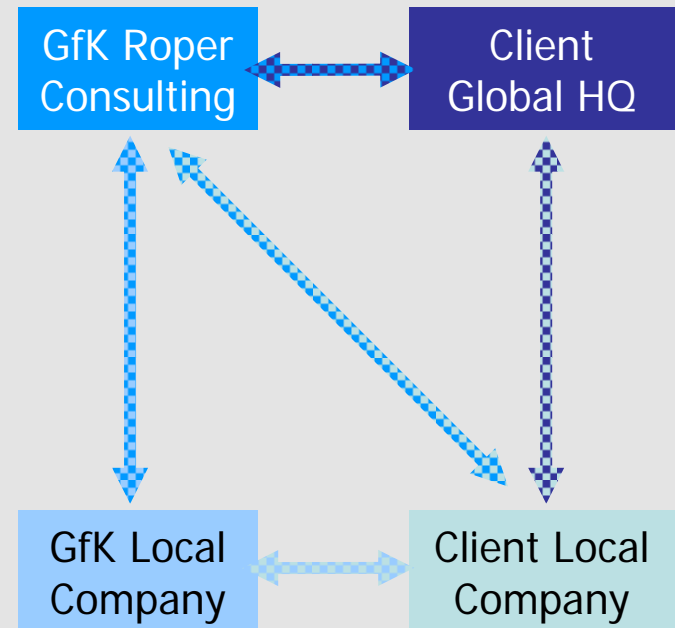 GfK Roper
Consulting
Client
Global HQ
GfK Local
Company
Client Local
Company